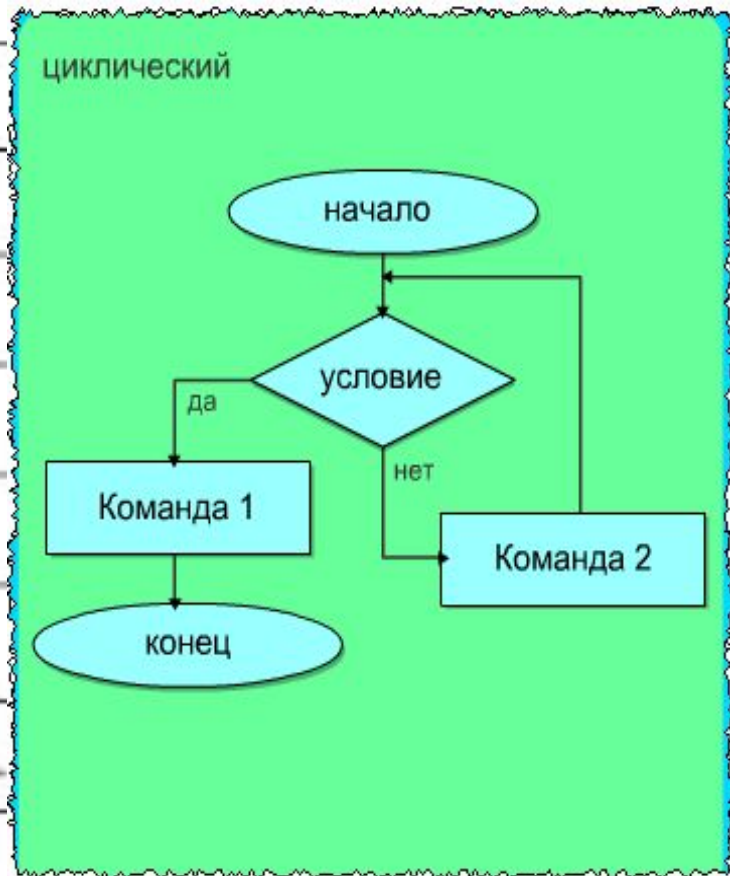 циклический
начало
условие
да
нет
Команда 1
Команда 2
конец